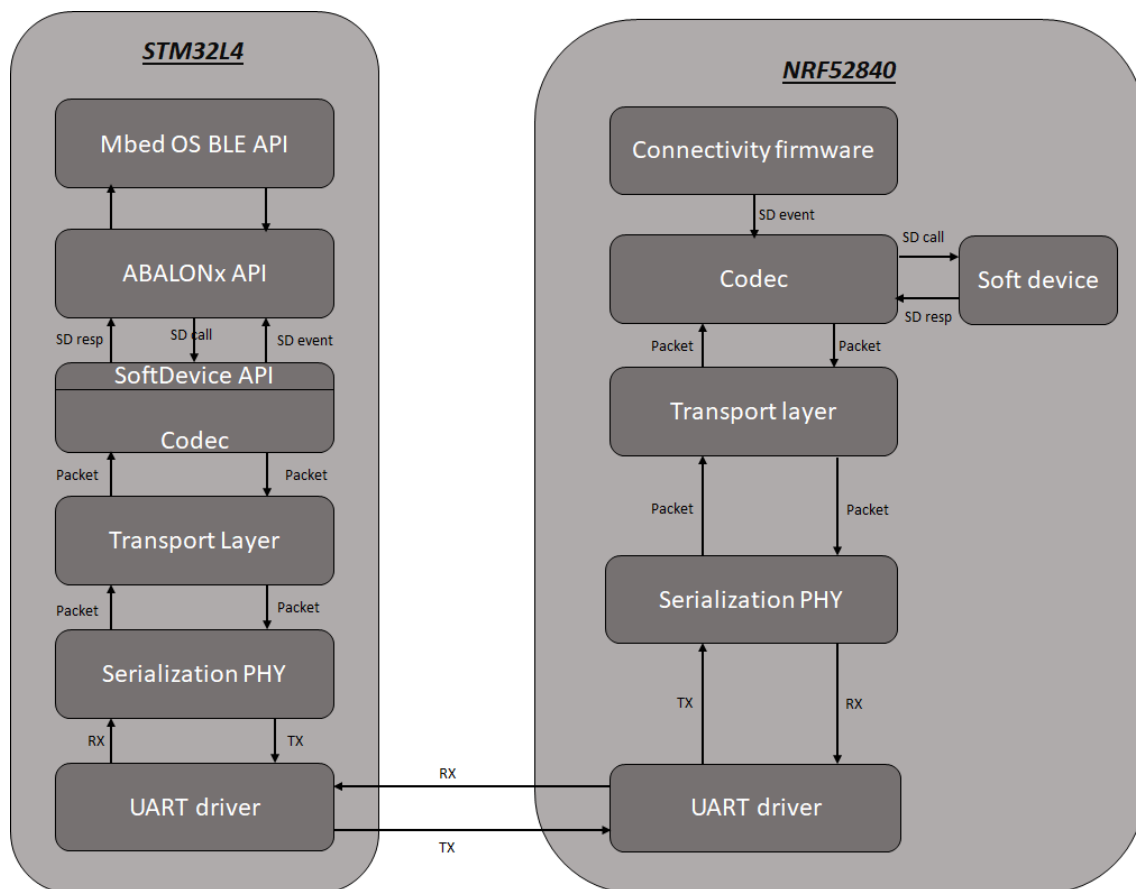 STM32L4
Mbed OS BLE API
ABALONx API
SD resp
SD call
SD event
SoftDevice API
Codec
Packet
Packet
Transport Layer
Packet
Packet
Serialization PHY
RX
TX
UART driver
RX
TX
NRF52840
Connectivity firmware
SD event
Codec
SD call
SD resp
Soft device
Packet
Packet
Transport layer
Packet
Packet
Serialization PHY
TX
RX
UART driver